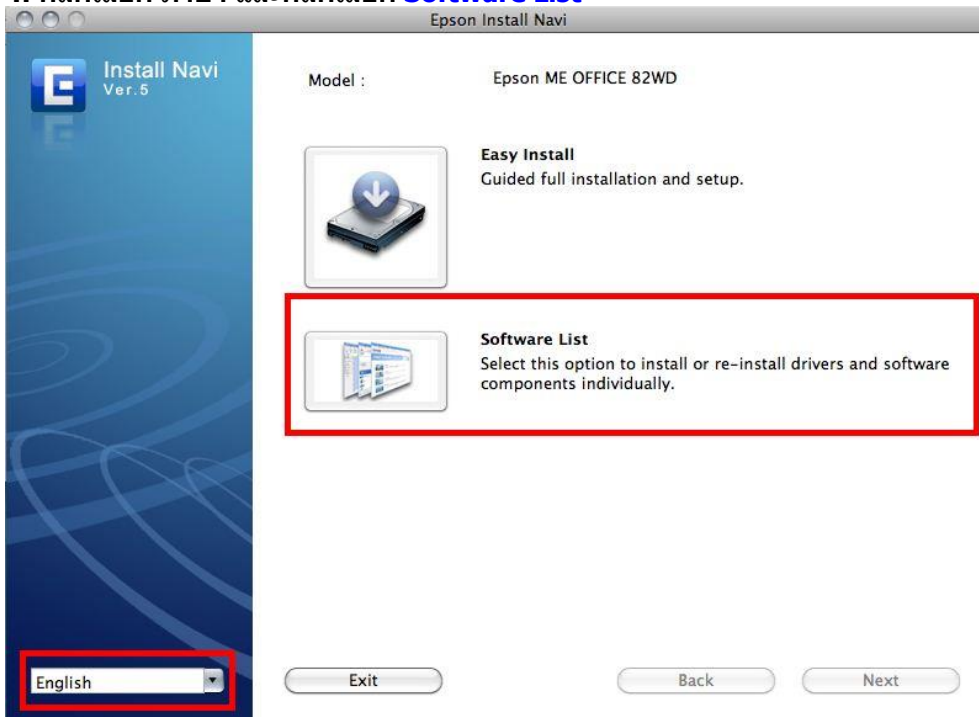 Software List
Epson Install Navi
Install Navi
Ver.5
Model :
Epson ME OFFICE 82WD
Easy Install
Guided full installation and setup.
Software List
Select this option to install or re-install drivers and software
components individually.
English
Exit
Back
Next